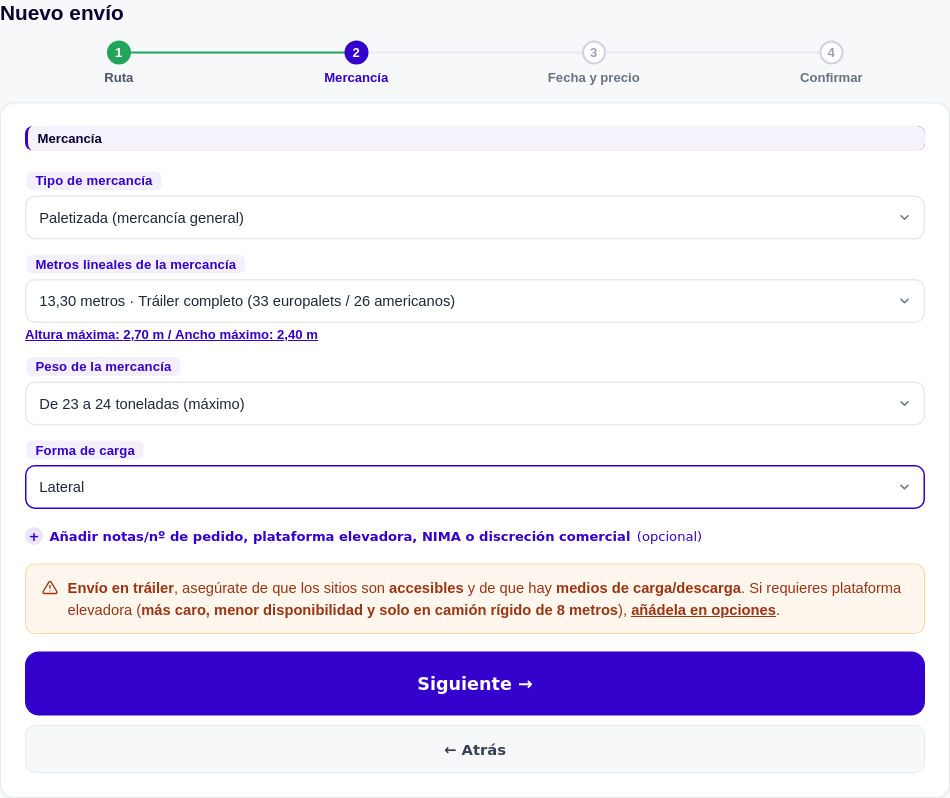 Nuevo envío
1
2
3
4
Ruta
Mercancía
Fecha y precio
Confirmar
Mercancía
Tipo de mercancía
Paletizada (mercancía general)
Metros lineales de la mercancía
13,30 metros · Tráiler completo (33 europalets / 26 americanos)
Altura máxima: 2,70 m / Ancho máximo: 2,40 m
Peso de la mercancía
De 23 a 24 toneladas (máximo)
Forma de carga
Lateral
+ Añadir notas/nº de pedido, plataforma elevadora, NIMA o discreción comercial (opcional)
Envío en tráiler, asegúrate de que los sitios son accesibles y de que hay medios de carga/descarga. Si requieres plataforma
elevadora (más caro, menor disponibilidad y solo en camión rígido de 8 metros), añádela en opciones.
Siguiente →
← Atrás